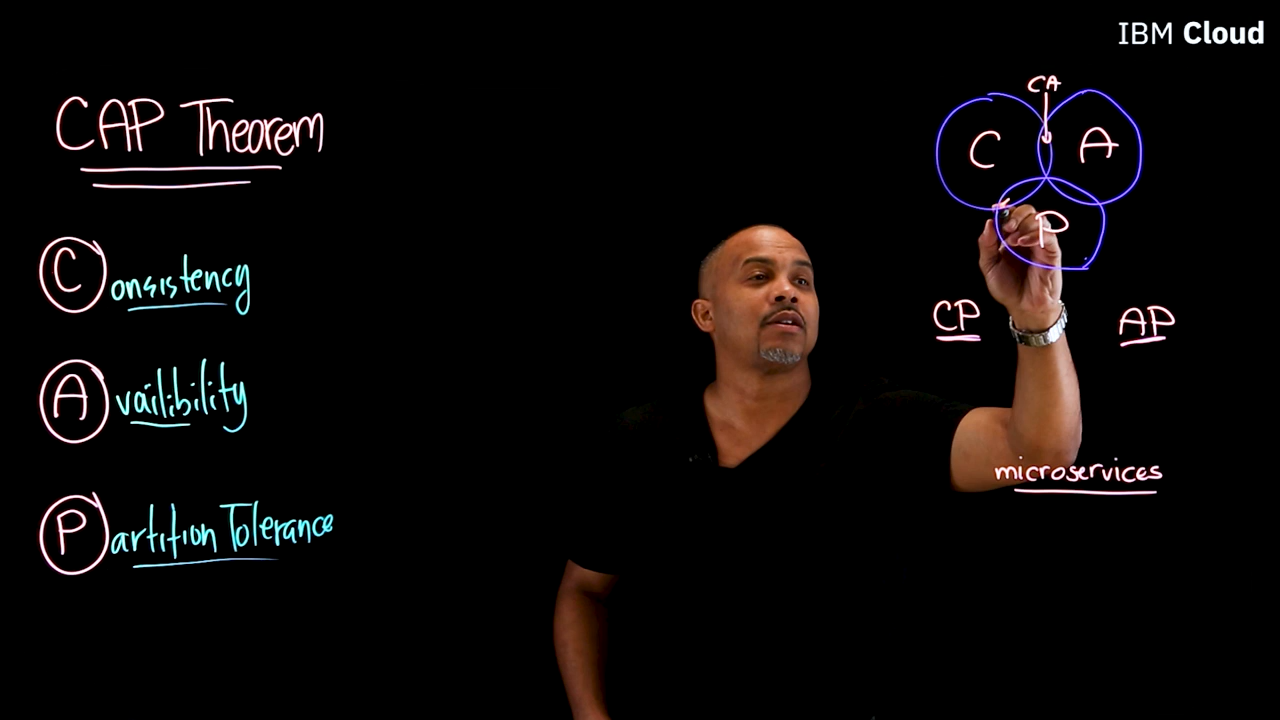 IBM Cloud
CAP Theorem
Consistency
Availibility
Partition Tolerance
CA
C
A
P
CP
AP
microservices